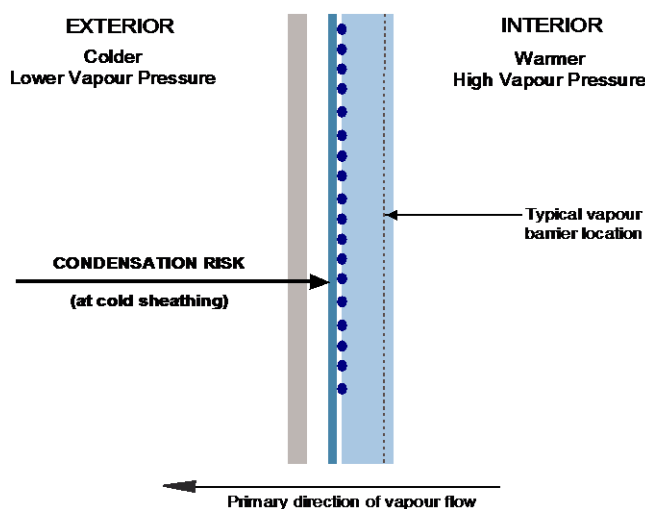 EXTERIOR
Colder
Lower Vapour Pressure
INTERIOR
Warmer
High Vapour Pressure
Typical vapour
barrier location
CONDENSATION RISK
(at cold sheathing)
Primary direction of vapour flow